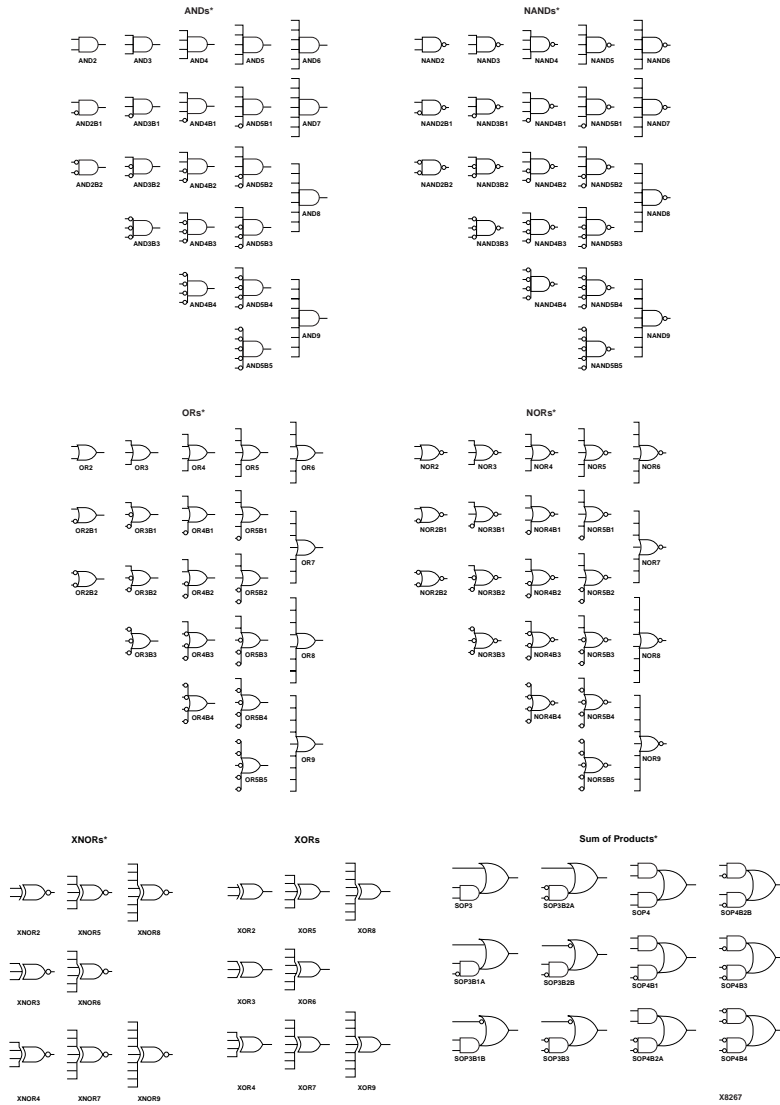 ANDs*
NANDs*
AND2 AND3 AND4 AND5 AND6
NAND2 NAND3 NAND4 NAND5 NAND6
AND2B1 AND3B1 AND4B1 AND5B1 AND7
NAND2B1 NAND3B1 NAND4B1 NAND5B1 NAND7
AND2B2 AND3B2 AND4B2 AND5B2
NAND2B2 NAND3B2 NAND4B2 NAND5B2
AND8
NAND8
AND3B3 AND4B3 AND5B3
NAND3B3 NAND4B3 NAND5B3
AND4B4 AND5B4
NAND4B4 NAND5B4
AND9
NAND9
AND5B5
NAND5B5
ORs*
NORs*
OR2 OR3 OR4 OR5 OR6
NOR2 NOR3 NOR4 NOR5 NOR6
OR2B1 OR3B1 OR4B1 OR5B1
NOR2B1 NOR3B1 NOR4B1 NOR5B1
OR7
NOR7
OR2B2 OR3B2 OR4B2 OR5B2
NOR2B2 NOR3B2 NOR4B2 NOR5B2
OR3B3 OR4B3 OR5B3 OR8
NOR3B3 NOR4B3 NOR5B3 NOR8
OR4B4 OR5B4
NOR4B4 NOR5B4
OR9
NOR9
OR5B5
NOR5B5
XNORs*
XORs
Sum of Products*
XNOR2 XNOR5 XNOR8
XOR2 XOR5 XOR8
SOP3 SOP3B2A SOP4 SOP4B2B
XNOR3 XNOR6
XOR3 XOR6
SOP3B1A SOP3B2B SOP4B1 SOP4B3
XNOR4 XNOR7 XNOR9
XOR4 XOR7 XOR9
SOP3B1B SOP3B3 SOP4B2A SOP4B4
X8267